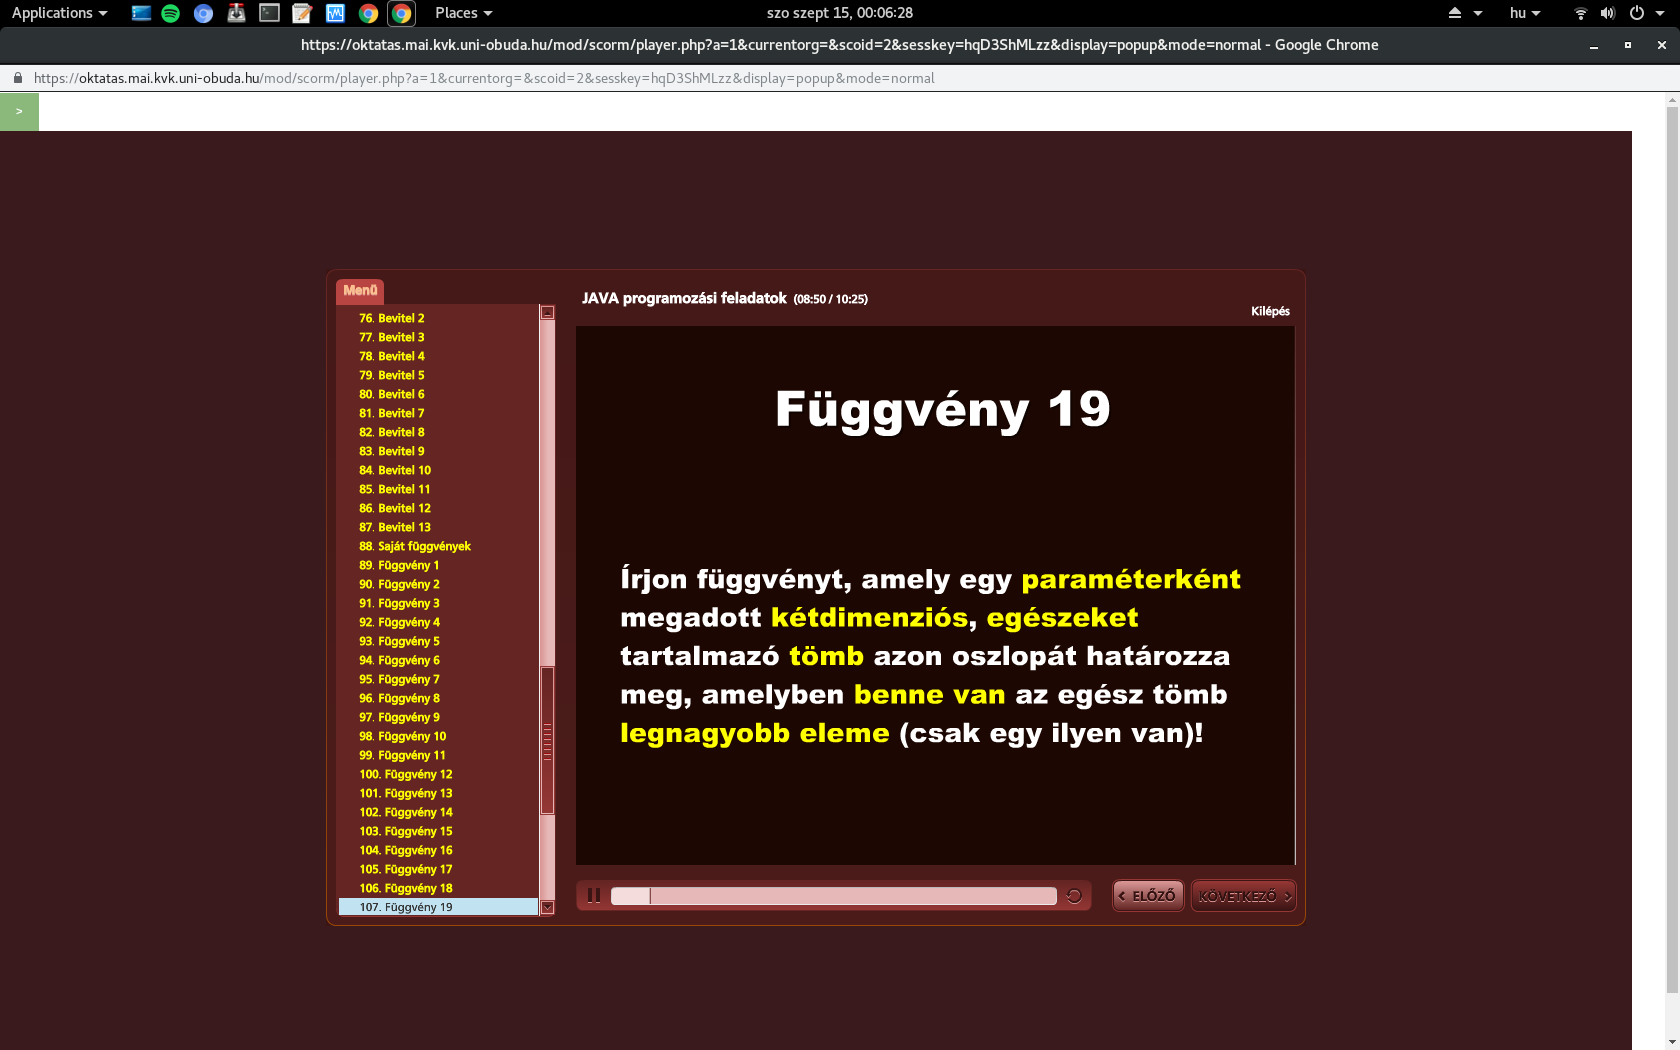 Applications
Places
szo szept 15, 00:06:28
hu
https://oktatas.mai.kvk.uni-obuda.hu/mod/scorm/player.php?a=1&currentorg=&scoid=2&sesskey=hqD3ShMLzz&display=popup&mode=normal - Google Chrome
https://oktatas.mai.kvk.uni-obuda.hu/mod/scorm/player.php?a=1&currentorg=&scoid=2&sesskey=hqD3ShMLzz&display=popup&mode=normal
>
Menü
76. Bevitel 2
77. Bevitel 3
78. Bevitel 4
79. Bevitel 5
80. Bevitel 6
81. Bevitel 7
82. Bevitel 8
83. Bevitel 9
84. Bevitel 10
85. Bevitel 11
86. Bevitel 12
87. Bevitel 13
88. Saját függvények
89. Függvény 1
90. Függvény 2
91. Függvény 3
92. Függvény 4
93. Függvény 5
94. Függvény 6
95. Függvény 7
96. Függvény 8
97. Függvény 9
98. Függvény 10
99. Függvény 11
100. Függvény 12
101. Függvény 13
102. Függvény 14
103. Függvény 15
104. Függvény 16
105. Függvény 17
106. Függvény 18
107. Függvény 19
JAVA programozási feladatok (08:50 / 10:25)
Kilépés
Függvény 19
Írjon függvényt, amely egy paraméterként
megadott kétdimenziós, egészeket
tartalmazó tömb azon oszlopát határozza
meg, amelyben benne van az egész tömb
legnagyobb eleme (csak egy ilyen van)!
< ELŐZŐ
KÖVETKEZŐ >